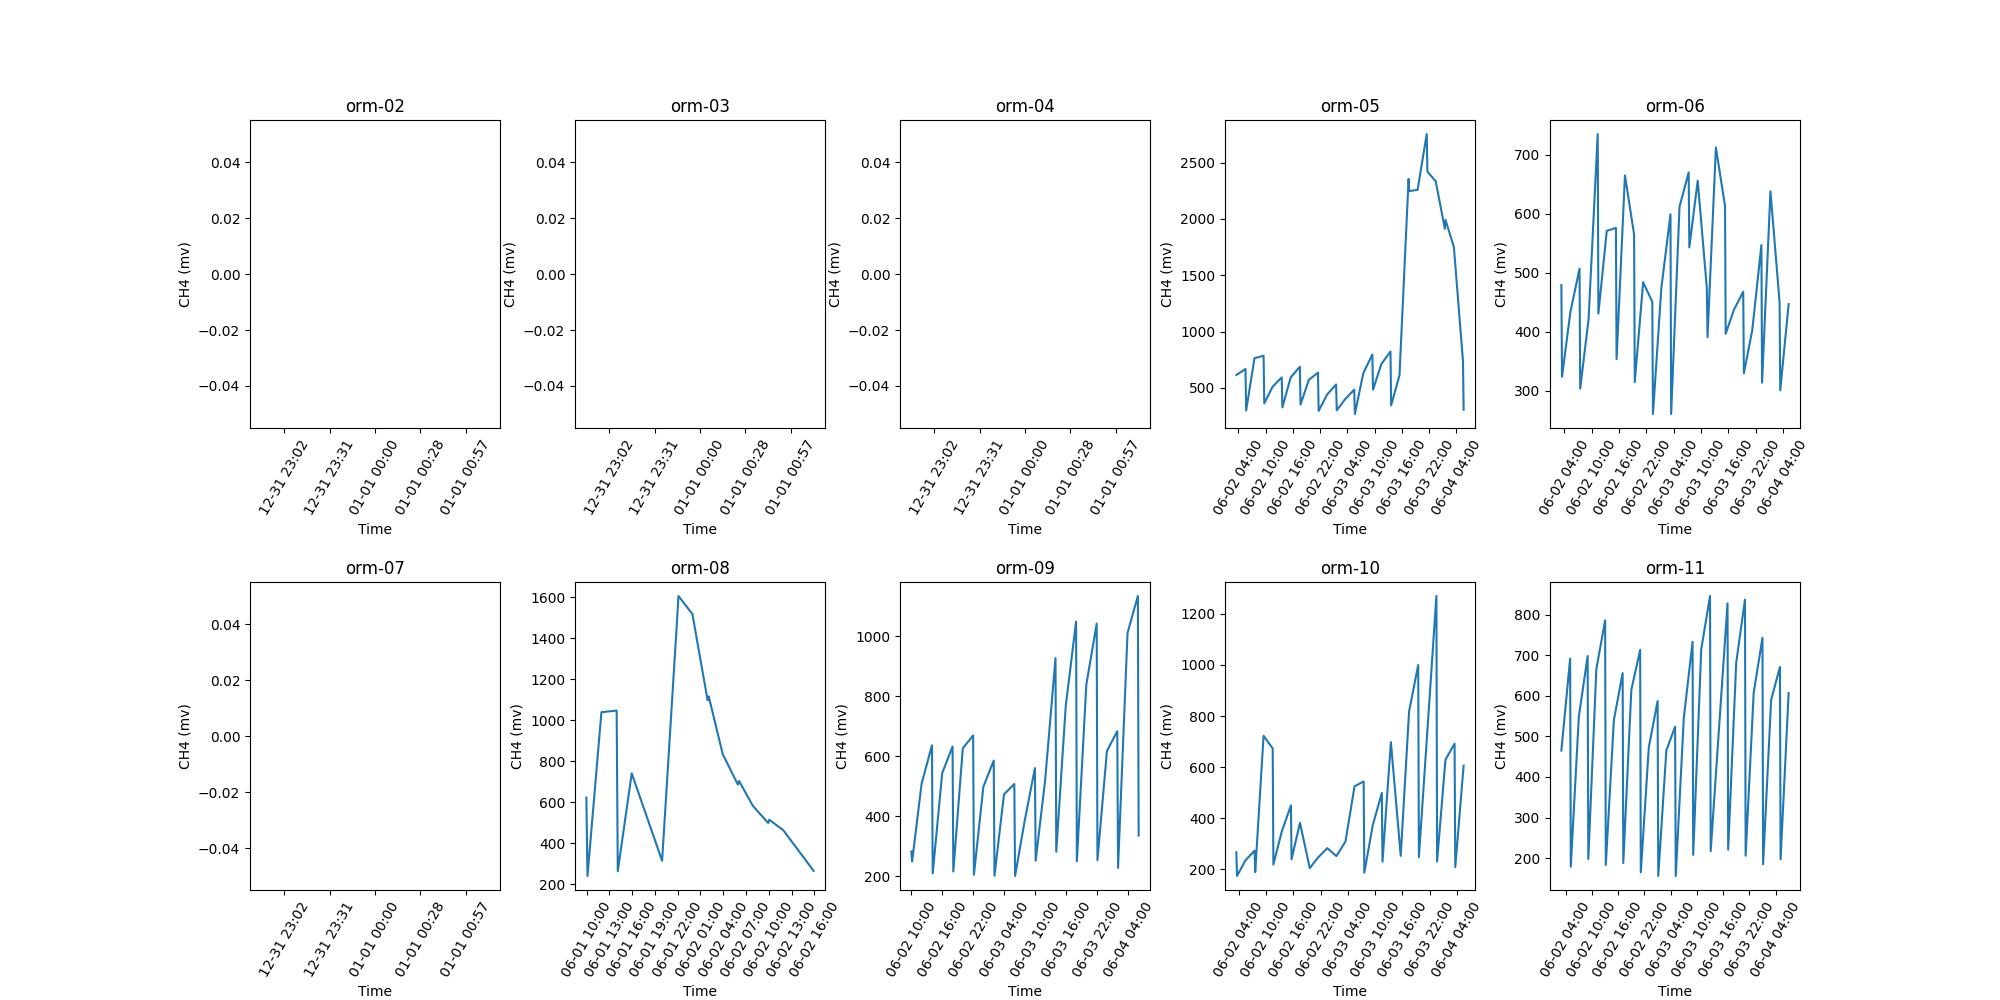 orm-02 orm-03 orm-04 orm-05 orm-06
CH4 (mv) 0.04 0.02 0.00 −0.02 −0.04
12-31 23:02 12-31 23:31 01-01 00:00 01-01 00:28 01-01 00:57
Time
CH4 (mv) 0.04 0.02 0.00 −0.02 −0.04
12-31 23:02 12-31 23:31 01-01 00:00 01-01 00:28 01-01 00:57
Time
CH4 (mv) 0.04 0.02 0.00 −0.02 −0.04
12-31 23:02 12-31 23:31 01-01 00:00 01-01 00:28 01-01 00:57
Time
CH4 (mv) 2500 2000 1500 1000 500
06-02 04:00 06-02 10:00 06-02 16:00 06-02 22:00 06-03 04:00 06-03 10:00 06-03 16:00 06-03 22:00 06-04 04:00
Time
CH4 (mv) 700 600 500 400 300
06-02 04:00 06-02 10:00 06-02 16:00 06-02 22:00 06-03 04:00 06-03 10:00 06-03 16:00 06-03 22:00 06-04 04:00
Time
orm-07 orm-08 orm-09 orm-10 orm-11
CH4 (mv) 0.04 0.02 0.00 −0.02 −0.04
12-31 23:02 12-31 23:31 01-01 00:00 01-01 00:28 01-01 00:57
Time
CH4 (mv) 1600 1400 1200 1000 800 600 400 200
06-01 10:00 06-01 13:00 06-01 16:00 06-01 19:00 06-01 22:00 06-02 01:00 06-02 04:00 06-02 07:00 06-02 10:00 06-02 13:00 06-02 16:00
Time
CH4 (mv) 1000 800 600 400 200
06-02 10:00 06-02 16:00 06-02 22:00 06-03 04:00 06-03 10:00 06-03 16:00 06-03 22:00 06-04 04:00
Time
CH4 (mv) 1200 1000 800 600 400 200
06-02 04:00 06-02 10:00 06-02 16:00 06-02 22:00 06-03 04:00 06-03 10:00 06-03 16:00 06-03 22:00 06-04 04:00
Time
CH4 (mv) 800 700 600 500 400 300 200
06-02 04:00 06-02 10:00 06-02 16:00 06-02 22:00 06-03 04:00 06-03 10:00 06-03 16:00 06-03 22:00 06-04 04:00
Time